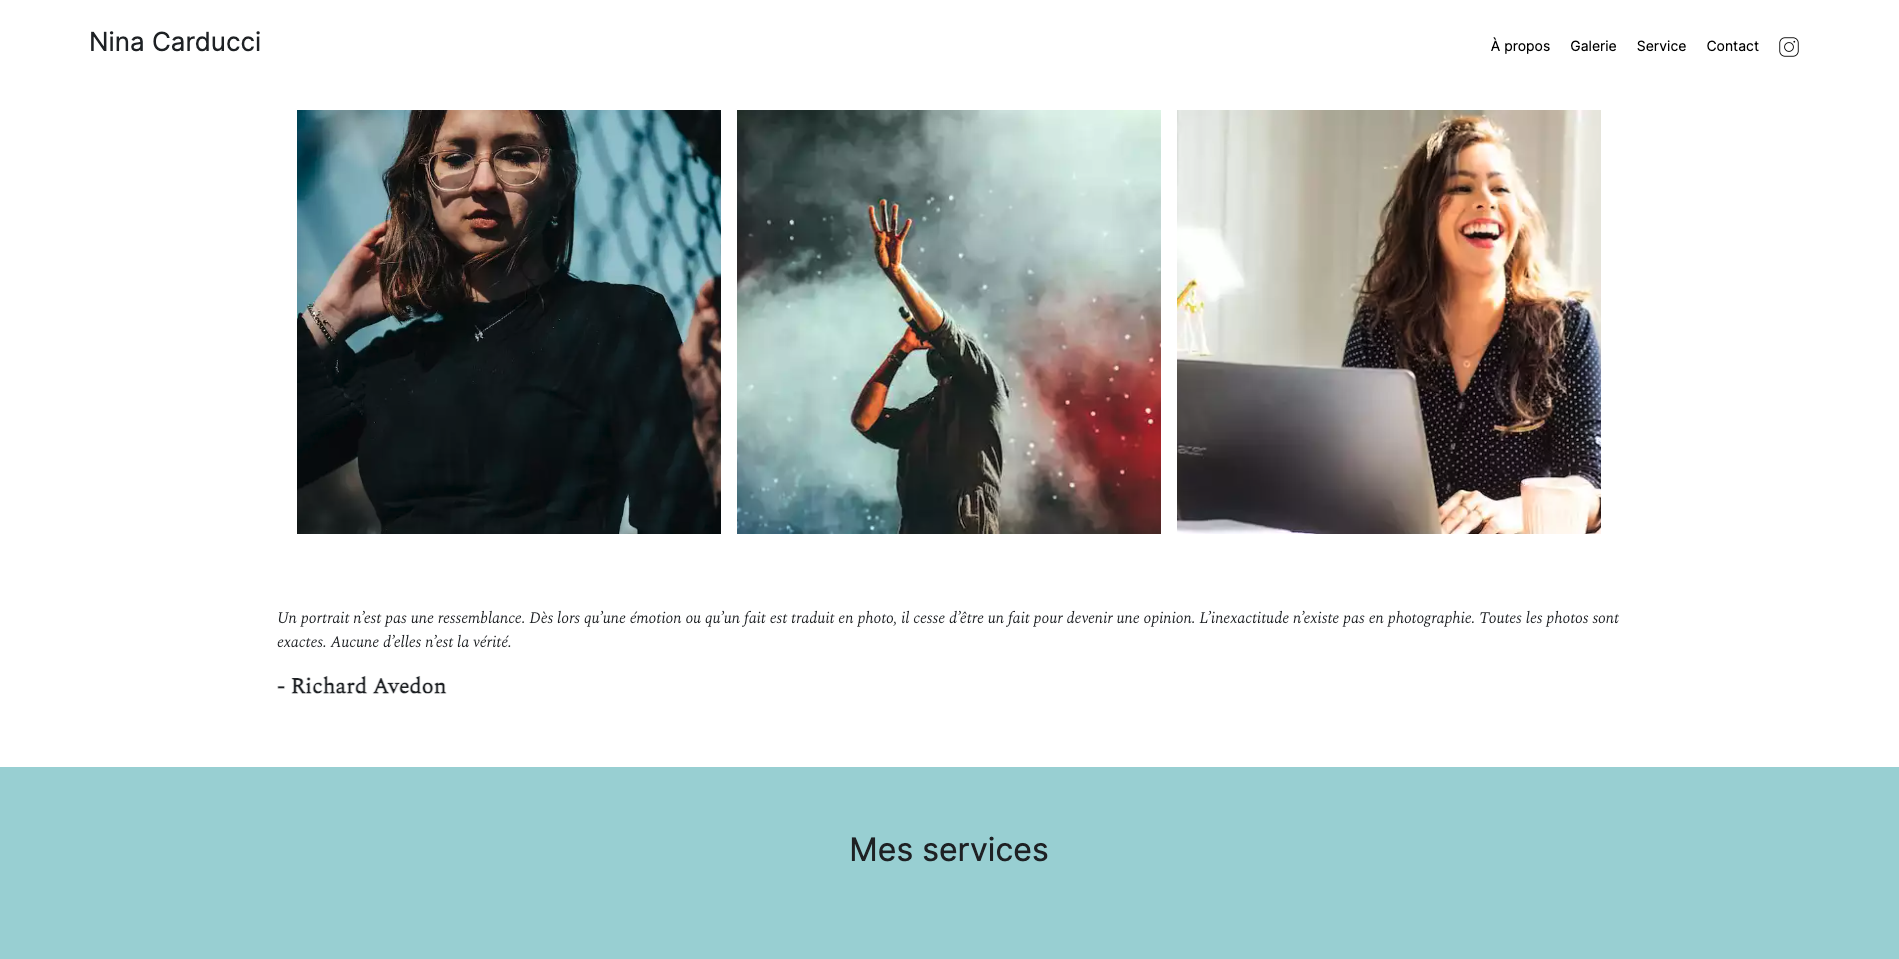 Nina Carducci
À propos Galerie Service Contact
acer
Un portrait n’est pas une ressemblance. Dès lors qu’une émotion ou qu’un fait est traduit en photo, il cesse d’être un fait pour devenir une opinion. L’inexactitude n’existe pas en photographie. Toutes les photos sont
exactes. Aucune d’elles n’est la vérité.
- Richard Avedon
Mes services